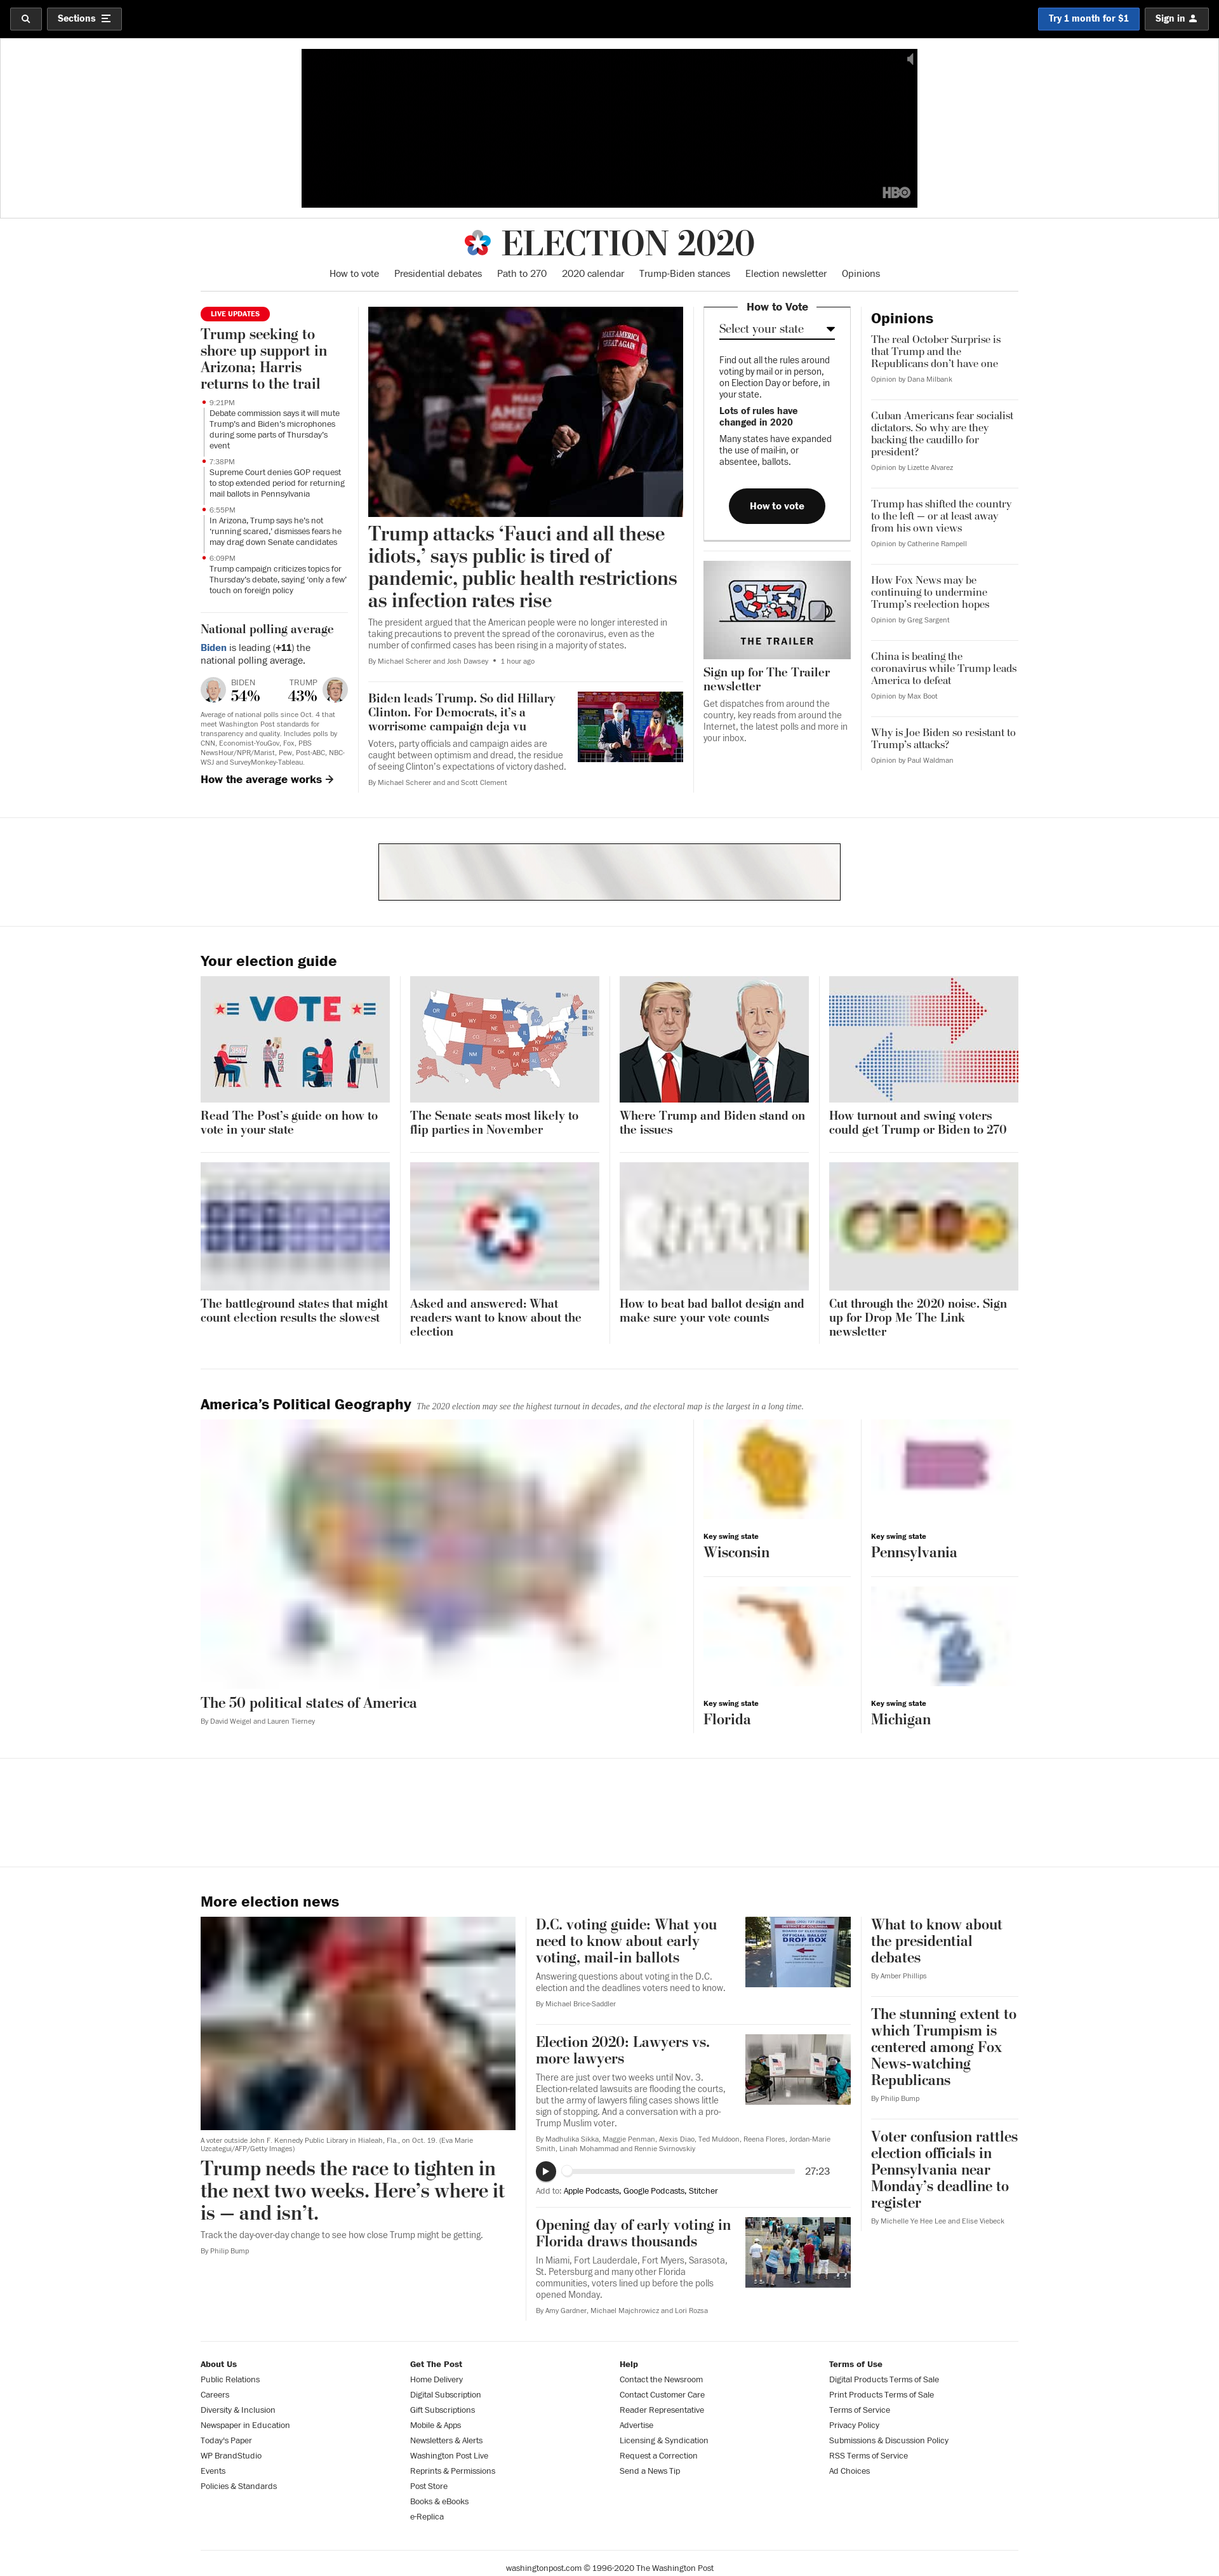 Sections
Try 1 month for $1
Sign in
HBO
ELECTION 2020
How to vote
Presidential debates
Path to 270
2020 calendar
Trump-Biden stances
Election newsletter
Opinions
LIVE UPDATES
Trump seeking to
shore up support in
Arizona; Harris
returns to the trail
9:21PM
Debate commission says it will mute
Trump's and Biden's microphones
during some parts of Thursday's
event
7:38PM
Supreme Court denies GOP request
to stop extended period for returning
mail ballots in Pennsylvania
6:55PM
In Arizona, Trump says he's not
'running scared,' dismisses fears he
may drag down Senate candidates
6:09PM
Trump campaign criticizes topics for
Thursday's debate, saying 'only a few'
touch on foreign policy
National polling average
Biden is leading (+11) the
national polling average.
BIDEN
54%
TRUMP
43%
Average of national polls since Oct. 4 that
meet Washington Post standards for
transparency and quality. Includes polls by
CNN, Economist-YouGov, Fox, PBS
NewsHour/NPR/Marist, Pew, Post-ABC, NBC-
WSJ and SurveyMonkey-Tableau.
How the average works →
MAKE AMERICA
GREAT AGAIN
Trump attacks ‘Fauci and all these
idiots,’ says public is tired of
pandemic, public health restrictions
as infection rates rise
The president argued that the American people were no longer interested in
taking precautions to prevent the spread of the coronavirus, even as the
number of confirmed cases has been rising in a majority of states.
By Michael Scherer and Josh Dawsey • 1 hour ago
Biden leads Trump. So did Hillary
Clinton. For Democrats, it’s a
worrisome campaign deja vu
Voters, party officials and campaign aides are
caught between optimism and dread, the residue
of seeing Clinton’s expectations of victory dashed.
By Michael Scherer and and Scott Clement
How to Vote
Select your state
Find out all the rules around
voting by mail or in person,
on Election Day or before, in
your state.
Lots of rules have
changed in 2020
Many states have expanded
the use of mail-in, or
absentee, ballots.
How to vote
THE TRAILER
Sign up for The Trailer
newsletter
Get dispatches from around the
country, key reads from around the
Internet, the latest polls and more in
your inbox.
Opinions
The real October Surprise is
that Trump and the
Republicans don’t have one
Opinion by Dana Milbank
Cuban Americans fear socialist
dictators. So why are they
backing the caudillo for
president?
Opinion by Lizette Alvarez
Trump has shifted the country
to the left — or at least away
from his own views
Opinion by Catherine Rampell
How Fox News may be
continuing to undermine
Trump’s reelection hopes
Opinion by Greg Sargent
China is beating the
coronavirus while Trump leads
America to defeat
Opinion by Max Boot
Why is Joe Biden so resistant to
Trump’s attacks?
Opinion by Paul Waldman
Your election guide
VOTE
Read The Post’s guide on how to
vote in your state
The Senate seats most likely to
flip parties in November
Where Trump and Biden stand on
the issues
How turnout and swing voters
could get Trump or Biden to 270
The battleground states that might
count election results the slowest
Asked and answered: What
readers want to know about the
election
How to beat bad ballot design and
make sure your vote counts
Cut through the 2020 noise. Sign
up for Drop Me The Link
newsletter
America’s Political Geography The 2020 election may see the highest turnout in decades, and the electoral map is the largest in a long time.
The 50 political states of America
By David Weigel and Lauren Tierney
Key swing state
Wisconsin
Key swing state
Pennsylvania
Key swing state
Florida
Key swing state
Michigan
More election news
A voter outside John F. Kennedy Public Library in Hialeah, Fla., on Oct. 19. (Eva Marie
Uzcategui/AFP/Getty Images)
Trump needs the race to tighten in
the next two weeks. Here’s where it
is — and isn’t.
Track the day-over-day change to see how close Trump might be getting.
By Philip Bump
D.C. voting guide: What you
need to know about early
voting, mail-in ballots
Answering questions about voting in the D.C.
election and the deadlines voters need to know.
By Michael Brice-Saddler
OFFICIAL BALLOT
DROP BOX
Election 2020: Lawyers vs.
more lawyers
There are just over two weeks until Nov. 3.
Election-related lawsuits are flooding the courts,
but the army of lawyers filing cases shows little
sign of stopping. And a conversation with a pro-
Trump Muslim voter.
By Madhulika Sikka, Maggie Penman, Alexis Diao, Ted Muldoon, Reena Flores, Jordan-Marie
Smith, Linah Mohammad and Rennie Svirnovskiy
27:23
Add to: Apple Podcasts, Google Podcasts, Stitcher
Opening day of early voting in
Florida draws thousands
In Miami, Fort Lauderdale, Fort Myers, Sarasota,
St. Petersburg and many other Florida
communities, voters lined up before the polls
opened Monday.
By Amy Gardner, Michael Majchrowicz and Lori Rozsa
What to know about
the presidential
debates
By Amber Phillips
The stunning extent to
which Trumpism is
centered among Fox
News-watching
Republicans
By Philip Bump
Voter confusion rattles
election officials in
Pennsylvania near
Monday’s deadline to
register
By Michelle Ye Hee Lee and Elise Viebeck
About Us
Public Relations
Careers
Diversity & Inclusion
Newspaper in Education
Today's Paper
WP BrandStudio
Events
Policies & Standards
Get The Post
Home Delivery
Digital Subscription
Gift Subscriptions
Mobile & Apps
Newsletters & Alerts
Washington Post Live
Reprints & Permissions
Post Store
Books & eBooks
e-Replica
Help
Contact the Newsroom
Contact Customer Care
Reader Representative
Advertise
Licensing & Syndication
Request a Correction
Send a News Tip
Terms of Use
Digital Products Terms of Sale
Print Products Terms of Sale
Terms of Service
Privacy Policy
Submissions & Discussion Policy
RSS Terms of Service
Ad Choices
washingtonpost.com © 1996-2020 The Washington Post